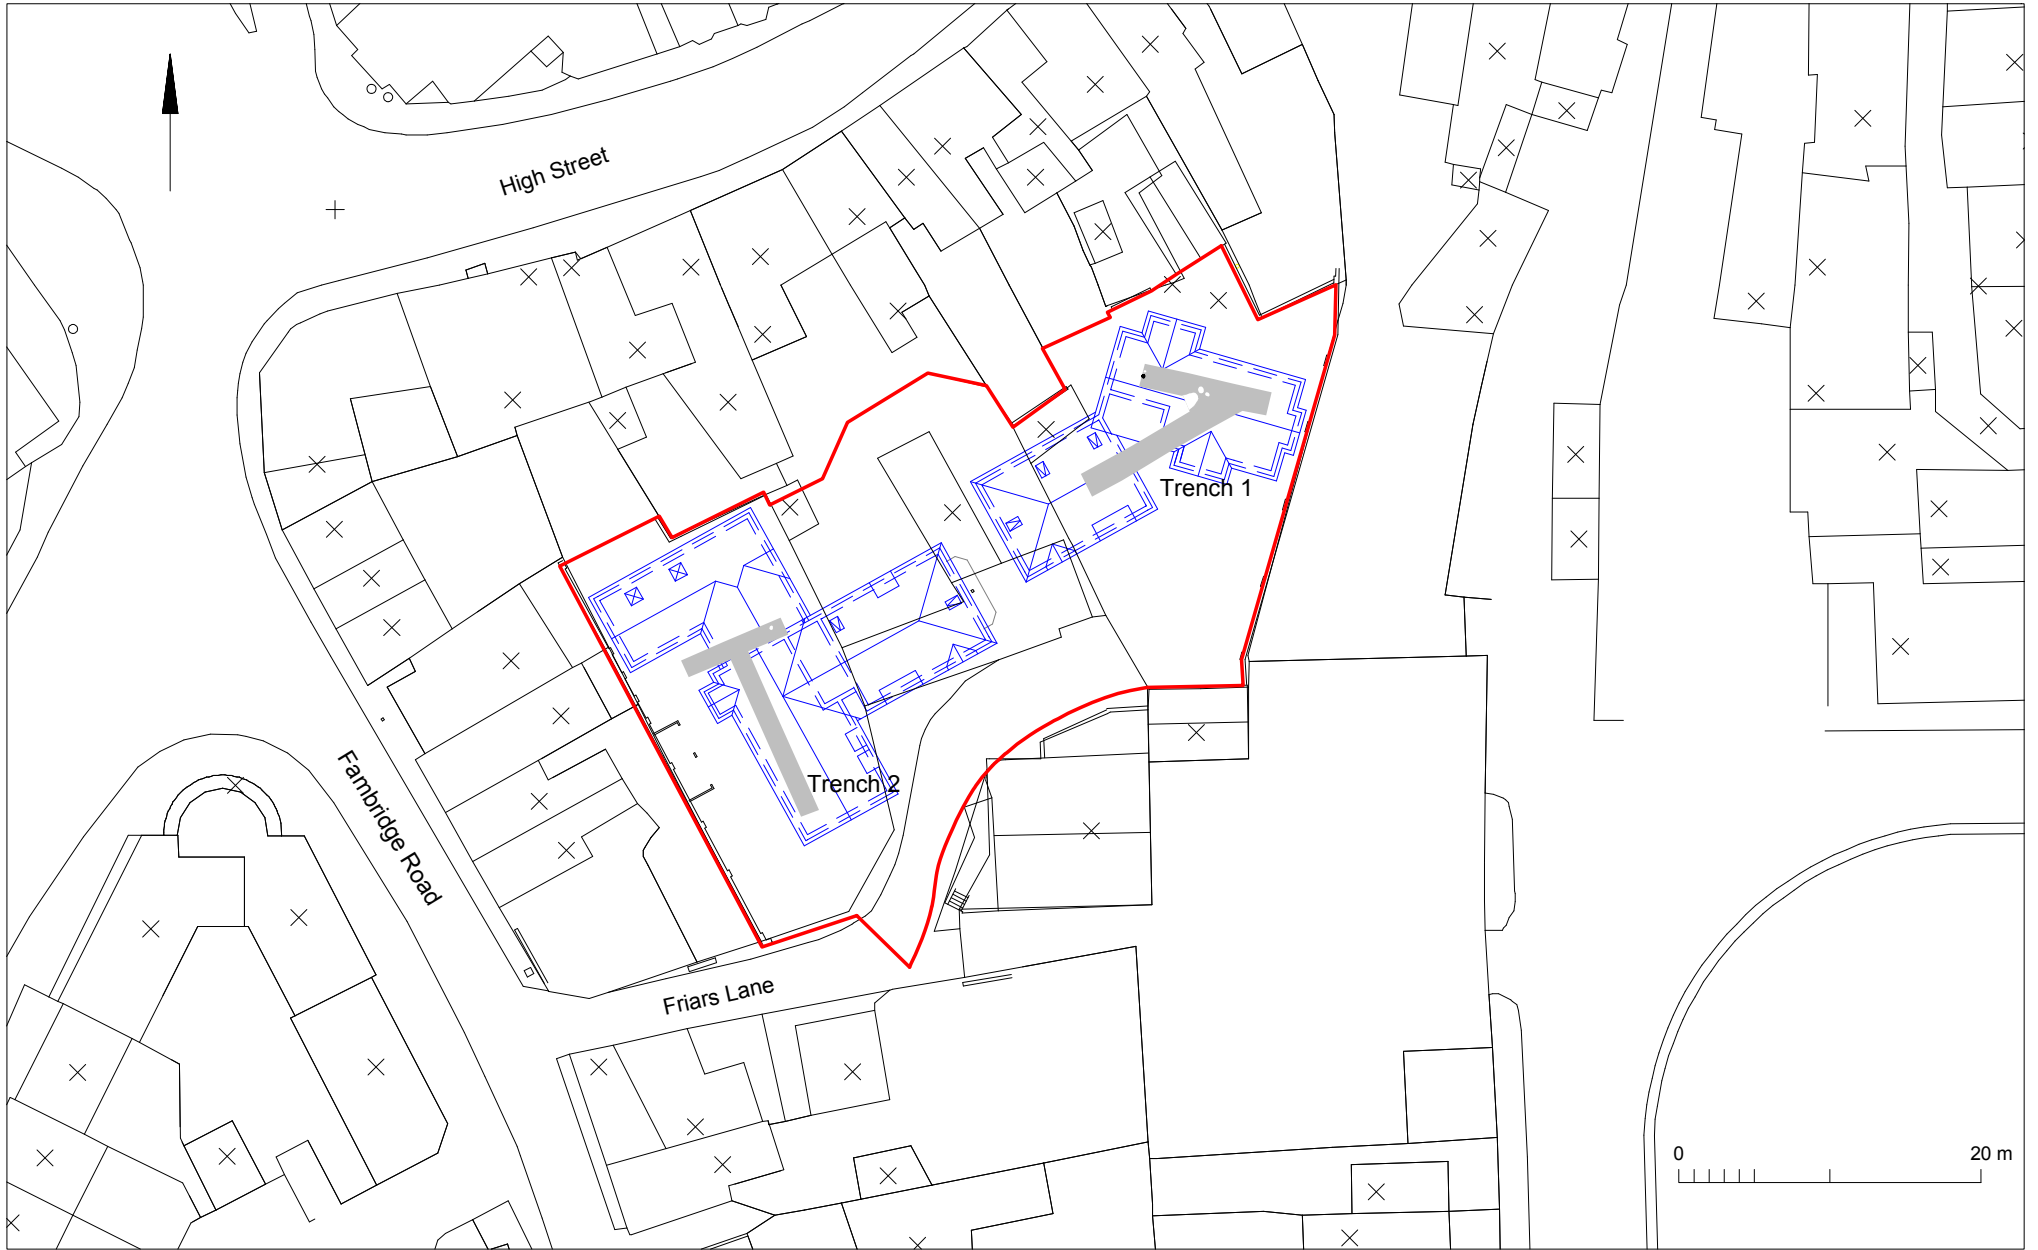 High Street
Trench 1
Fambridge Road
Trench 2
Friars Lane
0 20 m